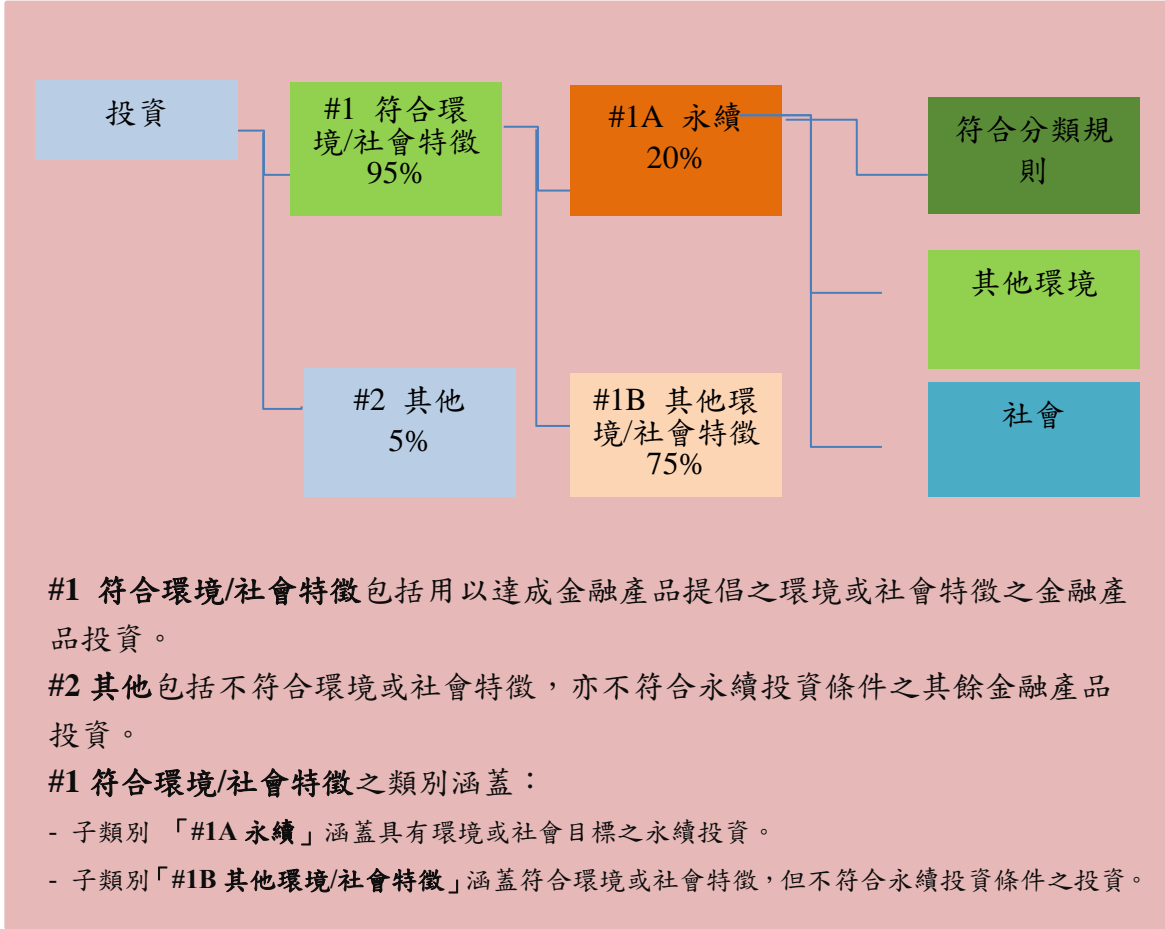 投資
#1 符合環
境/社會特徵
95%
#1A 永續
20%
符合分類規
則
其他環境
#2 其他
5%
#1B 其他環
境/社會特徵
75%
社會
#1 符合環境/社會特徵包括用以達成金融產品提倡之環境或社會特徵之金融產
品投資。
#2 其他包括不符合環境或社會特徵，亦不符合永續投資條件之其餘金融產品
投資。
#1 符合環境/社會特徵之類別涵蓋：
- 子類別 「#1A 永續」涵蓋具有環境或社會目標之永續投資。
- 子類別「#1B 其他環境/社會特徵」涵蓋符合環境或社會特徵，但不符合永續投資條件之投資。